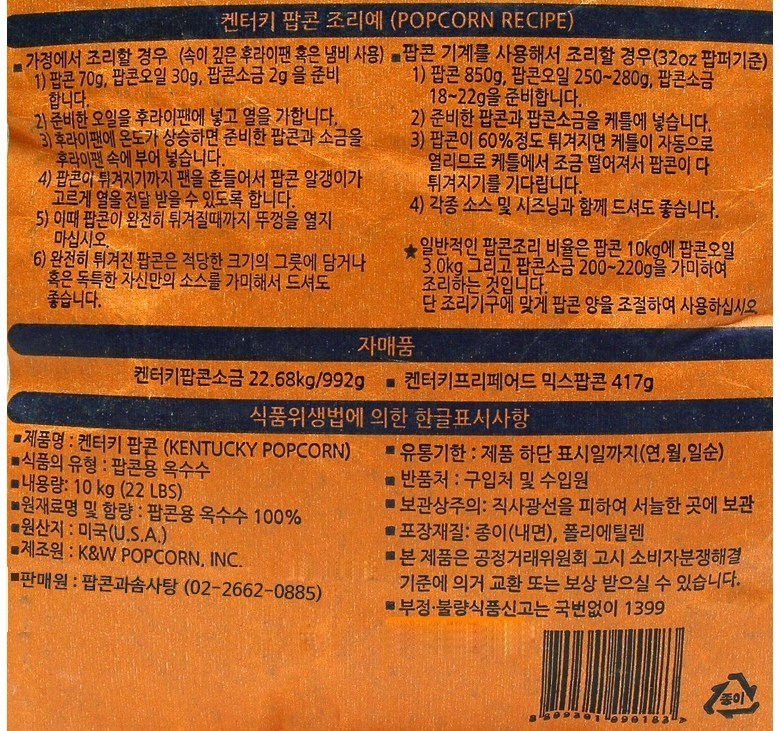 켄터키 팝콘 조리예 (POPCORN RECIPE)
■ 가정에서 조리할 경우 (속이 깊은 후라이팬 혹은 냄비 사용)
1) 팝콘 70g, 팝콘오일 30g, 팝콘소금 2g 을 준비
합니다.
2) 준비한 오일을 후라이팬에 넣고 열을 가합니다.
3) 후라이팬에 온도가 상승하면 준비한 팝콘과 소금을
후라이팬 속에 부어 넣습니다.
4) 팝콘이 튀겨지기까지 팬을 흔들어서 팝콘 알갱이가
고르게 열을 전달 받을 수 있도록 합니다.
5) 이때 팝콘이 완전히 튀겨질때까지 뚜껑을 열지
마십시오.
6) 완전히 튀겨진 팝콘은 적당한 크기의 그릇에 담거나
혹은 독특한 자신만의 소스를 가미해서 드셔도
좋습니다.
■ 팝콘 기계를 사용해서 조리할 경우(32oz 팝퍼기준)
1) 팝콘 850g, 팝콘오일 250~280g, 팝콘소금
18~22g을 준비합니다.
2) 준비한 팝콘과 팝콘소금을 케틀에 넣습니다.
3) 팝콘이 60%정도 튀겨지면 케틀이 자동으로
열리므로 케틀에서 조금 떨어져서 팝콘이 다
튀겨지기를 기다립니다.
4) 각종 소스 및 시즈닝과 함께 드셔도 좋습니다.
★ 일반적인 팝콘조리 비율은 팝콘 10kg에 팝콘오일
3.0kg 그리고 팝콘소금 200~220g을 가미하여
조리하는 것입니다.
단 조리기구에 맞게 팝콘 양을 조절하여 사용하십시오.
자매품
켄터키팝콘소금 22.68kg/992g ■ 켄터키프리페어드 믹스팝콘 417g
식품위생법에 의한 한글표시사항
■제품명 : 켄터키 팝콘 (KENTUCKY POPCORN)
■식품의 유형 : 팝콘용 옥수수
■내용량: 10 kg (22 LBS)
■원재료명 및 함량 : 팝콘용 옥수수 100%
■원산지 : 미국(U.S.A.)
■제조원 : K&W POPCORN, INC.
■판매원 : 팝콘과솜사탕 (02-2662-0885)
■ 유통기한 : 제품 하단 표시일까지(연,월,일순)
■ 반품처 : 구입처 및 수입원
■ 보관상주의: 직사광선을 피하여 서늘한 곳에 보관
■ 포장재질: 종이(내면), 폴리에틸렌
■ 본 제품은 공정거래위원회 고시 소비자분쟁해결
기준에 의거 교환 또는 보상 받으실 수 있습니다.
■ 부정·불량식품신고는 국번없이 1399
종이